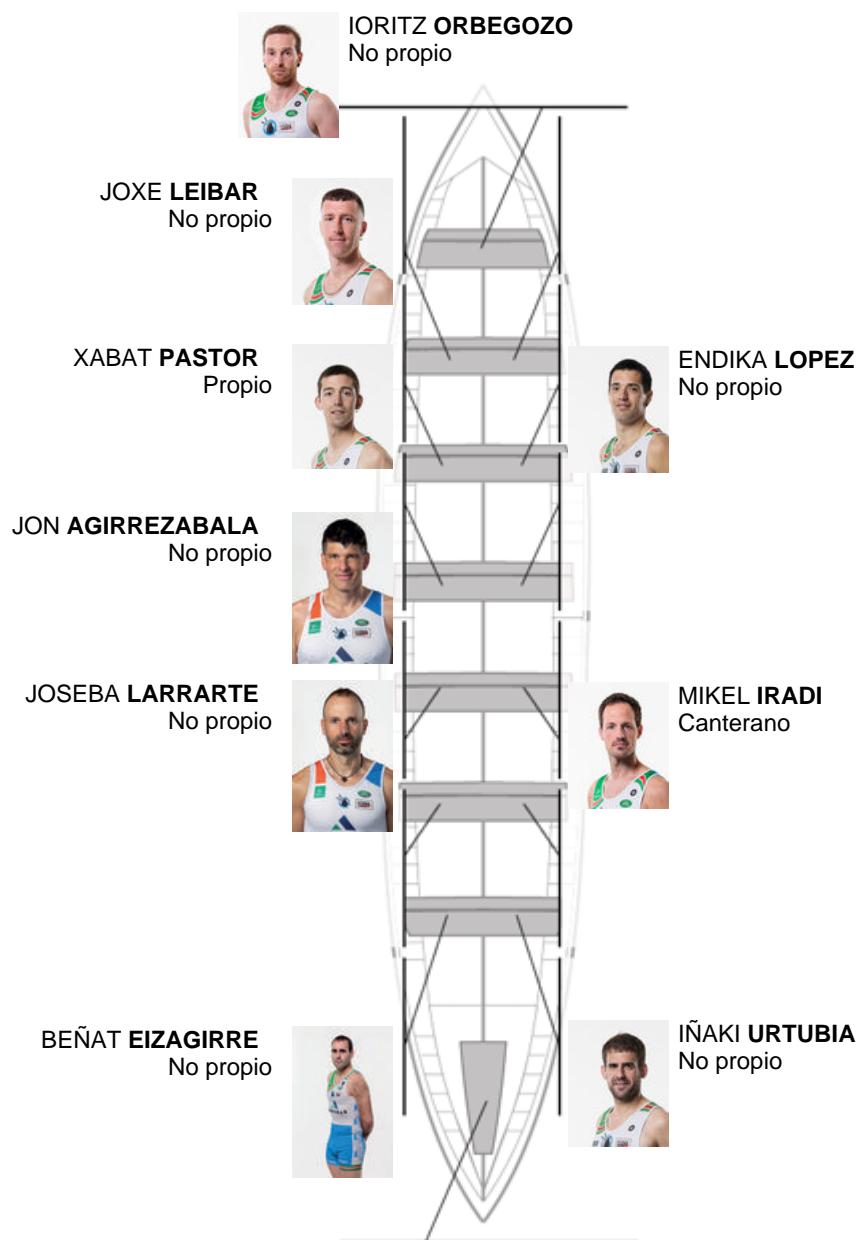 IORITZ ORBEGOZO
No propio
JOXE LEIBAR
No propio
XABAT PASTOR
Propio
ENDIKA LOPEZ
No propio
JON AGIRREZABALA
No propio
JOSEBA LARRARTE
No propio
MIKEL IRADI
Canterano
BEÑAT EIZAGIRRE
No propio
IÑAKI URTUBIA
No propio